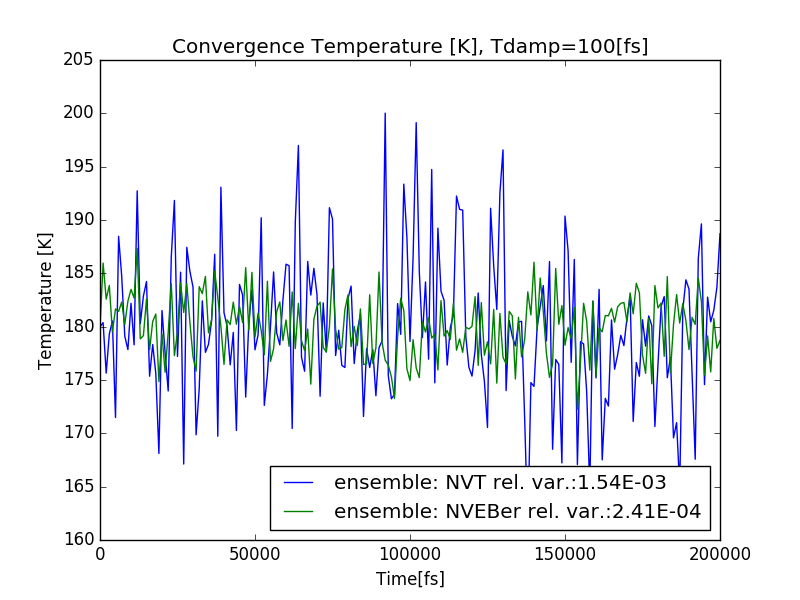 Convergence Temperature [K], Tdamp=100[fs]
205
200
195
190
185
180
175
170
165
160
Temperature [K]
ensemble: NVT rel. var.:1.54E-03
ensemble: NVEBer rel. var.:2.41E-04
0 50000 100000 150000 200000
Time[fs]